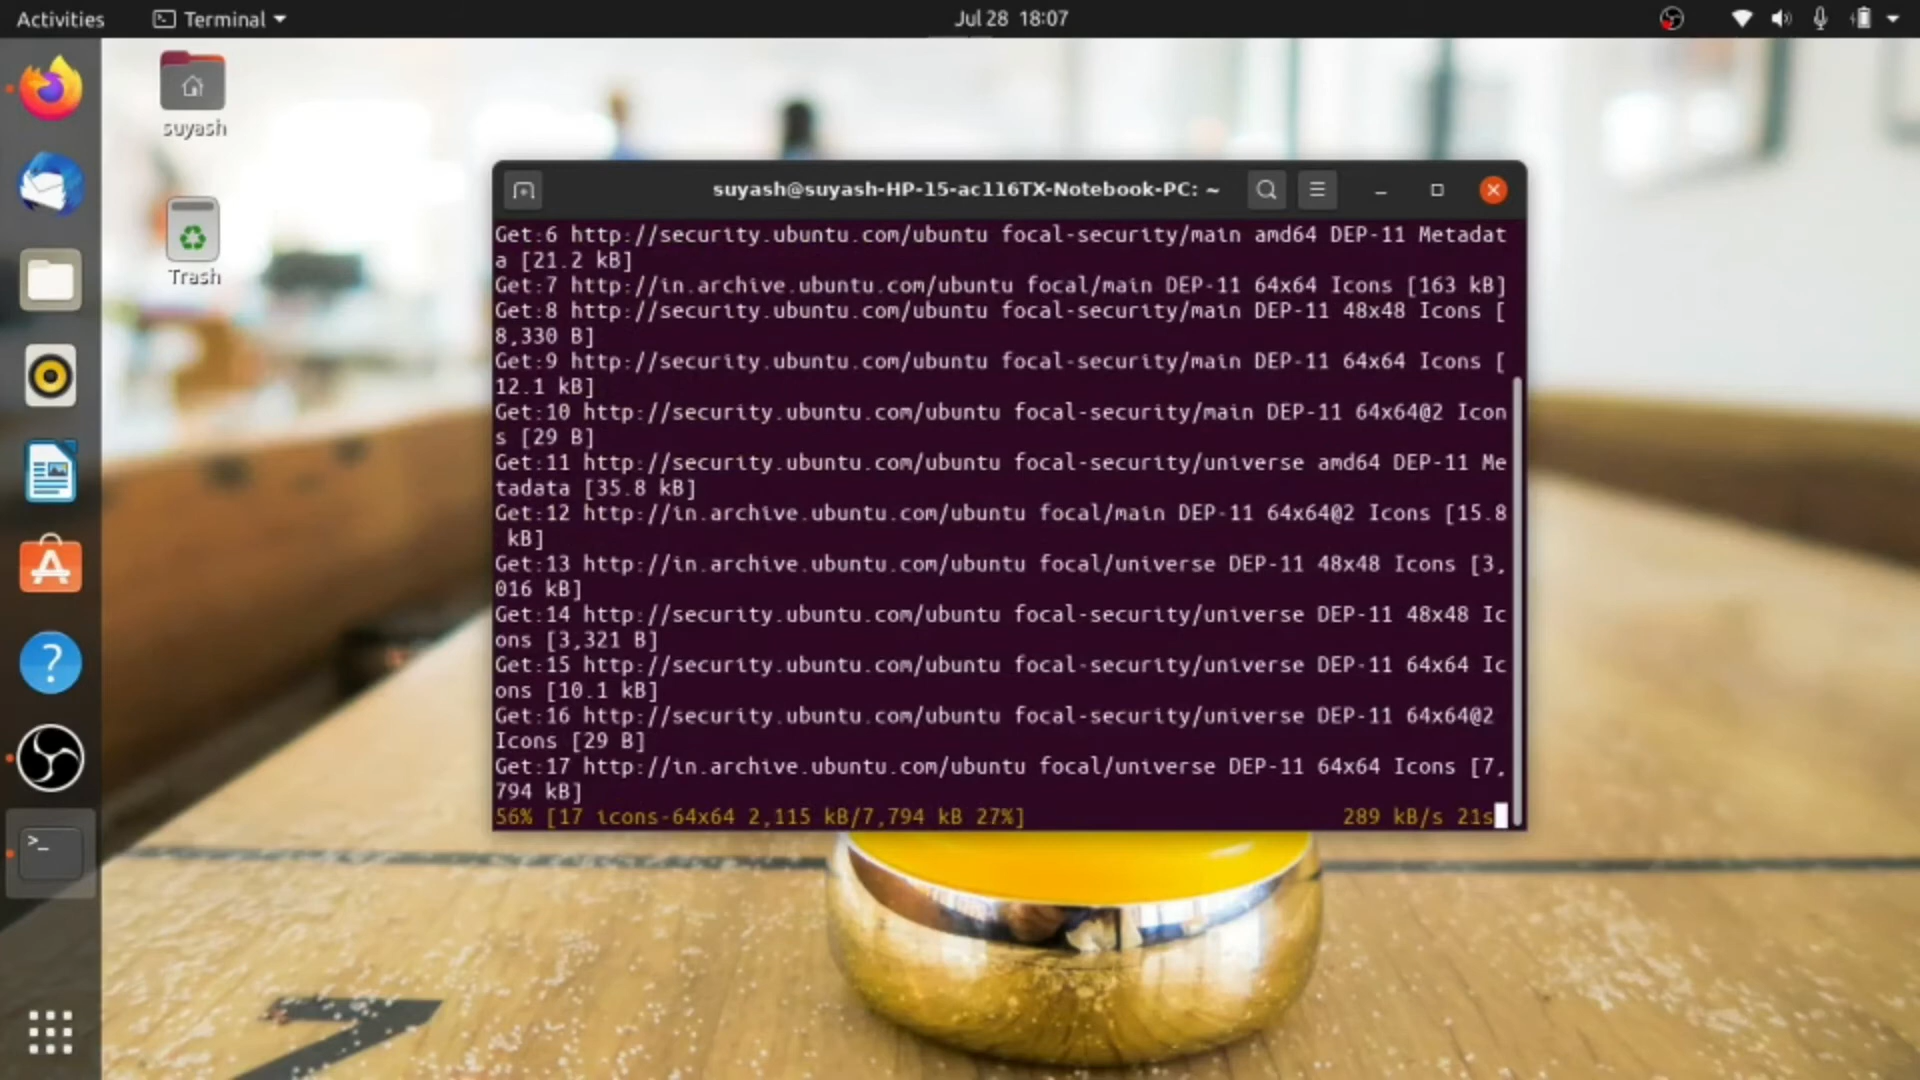 Activities
Terminal
Jul 28 18:07
suyash
Trash
suyash@suyash-HP-15-ac116TX-Notebook-PC: ~
Get:6 http://security.ubuntu.com/ubuntu focal-security/main amd64 DEP-11 Metadat
a [21.2 kB]
Get:7 http://in.archive.ubuntu.com/ubuntu focal/main DEP-11 64x64 Icons [163 kB]
Get:8 http://security.ubuntu.com/ubuntu focal-security/main DEP-11 48x48 Icons [
8,330 B]
Get:9 http://security.ubuntu.com/ubuntu focal-security/main DEP-11 64x64 Icons [
12.1 kB]
Get:10 http://security.ubuntu.com/ubuntu focal-security/main DEP-11 64x64@2 Icon
s [29 B]
Get:11 http://security.ubuntu.com/ubuntu focal-security/universe amd64 DEP-11 Me
tadata [35.8 kB]
Get:12 http://in.archive.ubuntu.com/ubuntu focal/main DEP-11 64x64@2 Icons [15.8
 kB]
Get:13 http://in.archive.ubuntu.com/ubuntu focal/universe DEP-11 48x48 Icons [3,
016 kB]
Get:14 http://security.ubuntu.com/ubuntu focal-security/universe DEP-11 48x48 Ic
ons [3,321 B]
Get:15 http://security.ubuntu.com/ubuntu focal-security/universe DEP-11 64x64 Ic
ons [10.1 kB]
Get:16 http://security.ubuntu.com/ubuntu focal-security/universe DEP-11 64x64@2
Icons [29 B]
Get:17 http://in.archive.ubuntu.com/ubuntu focal/universe DEP-11 64x64 Icons [7,
794 kB]
56% [17 icons-64x64 2,115 kB/7,794 kB 27%] 289 kB/s 21s